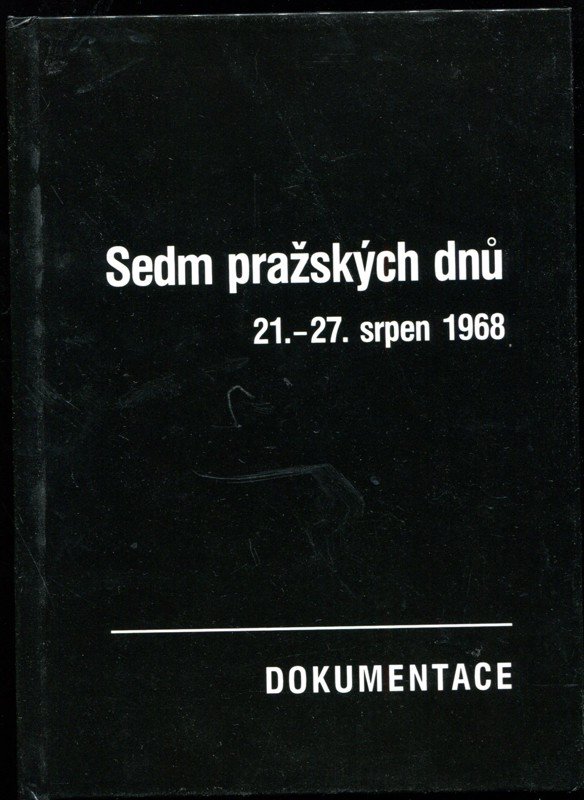 Sedm pražských dnů
21.–27. srpen 1968
DOKUMENTACE